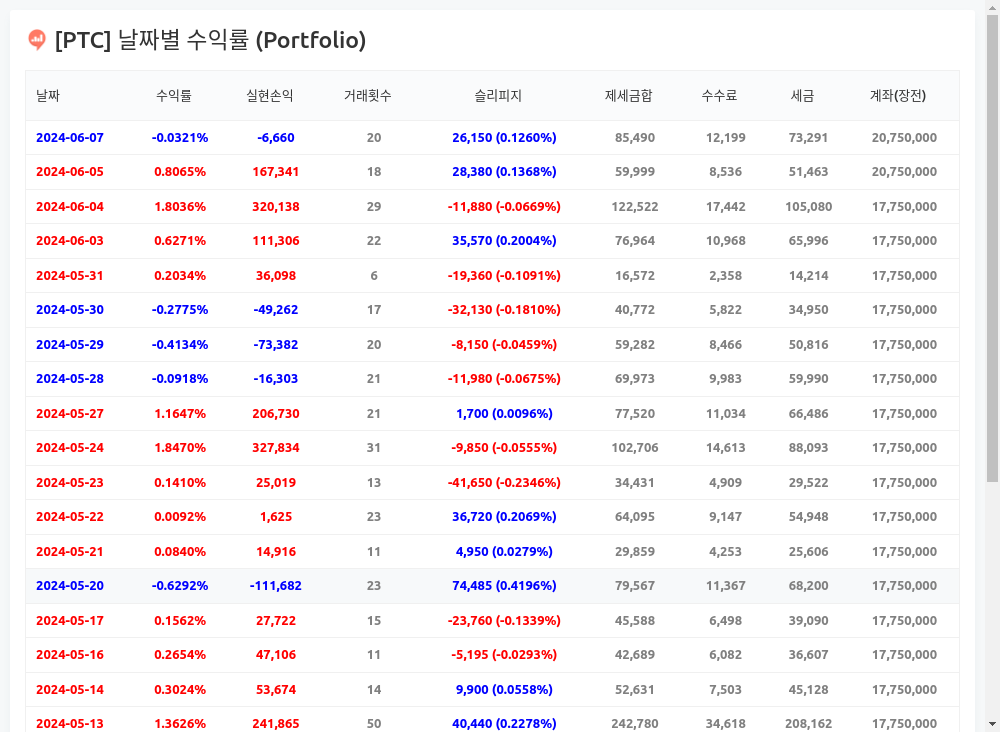 [PTC] 날짜별 수익률 (Portfolio)
날짜 수익률 실현손익 거래횟수 슬리피지 제세금합 수수료 세금 계좌(장전)
2024-06-07 -0.0321% -6,660 20 26,150 (0.1260%) 85,490 12,199 73,291 20,750,000
2024-06-05 0.8065% 167,341 18 28,380 (0.1368%) 59,999 8,536 51,463 20,750,000
2024-06-04 1.8036% 320,138 29 -11,880 (-0.0669%) 122,522 17,442 105,080 17,750,000
2024-06-03 0.6271% 111,306 22 35,570 (0.2004%) 76,964 10,968 65,996 17,750,000
2024-05-31 0.2034% 36,098 6 -19,360 (-0.1091%) 16,572 2,358 14,214 17,750,000
2024-05-30 -0.2775% -49,262 17 -32,130 (-0.1810%) 40,772 5,822 34,950 17,750,000
2024-05-29 -0.4134% -73,382 20 -8,150 (-0.0459%) 59,282 8,466 50,816 17,750,000
2024-05-28 -0.0918% -16,303 21 -11,980 (-0.0675%) 69,973 9,983 59,990 17,750,000
2024-05-27 1.1647% 206,730 21 1,700 (0.0096%) 77,520 11,034 66,486 17,750,000
2024-05-24 1.8470% 327,834 31 -9,850 (-0.0555%) 102,706 14,613 88,093 17,750,000
2024-05-23 0.1410% 25,019 13 -41,650 (-0.2346%) 34,431 4,909 29,522 17,750,000
2024-05-22 0.0092% 1,625 23 36,720 (0.2069%) 64,095 9,147 54,948 17,750,000
2024-05-21 0.0840% 14,916 11 4,950 (0.0279%) 29,859 4,253 25,606 17,750,000
2024-05-20 -0.6292% -111,682 23 74,485 (0.4196%) 79,567 11,367 68,200 17,750,000
2024-05-17 0.1562% 27,722 15 -23,760 (-0.1339%) 45,588 6,498 39,090 17,750,000
2024-05-16 0.2654% 47,106 11 -5,195 (-0.0293%) 42,689 6,082 36,607 17,750,000
2024-05-14 0.3024% 53,674 14 9,900 (0.0558%) 52,631 7,503 45,128 17,750,000
2024-05-13 1.3626% 241,865 50 40,440 (0.2278%) 242,780 34,618 208,162 17,750,000